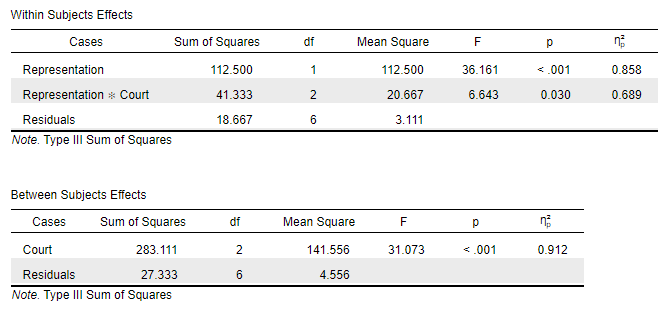 Within Subjects Effects
Cases Sum of Squares df Mean Square F p η²p
Representation 112.500 1 112.500 36.161 < .001 0.858
Representation ✻ Court 41.333 2 20.667 6.643 0.030 0.689
Residuals 18.667 6 3.111
Note. Type III Sum of Squares
Between Subjects Effects
Cases Sum of Squares df Mean Square F p η²p
Court 283.111 2 141.556 31.073 < .001 0.912
Residuals 27.333 6 4.556
Note. Type III Sum of Squares